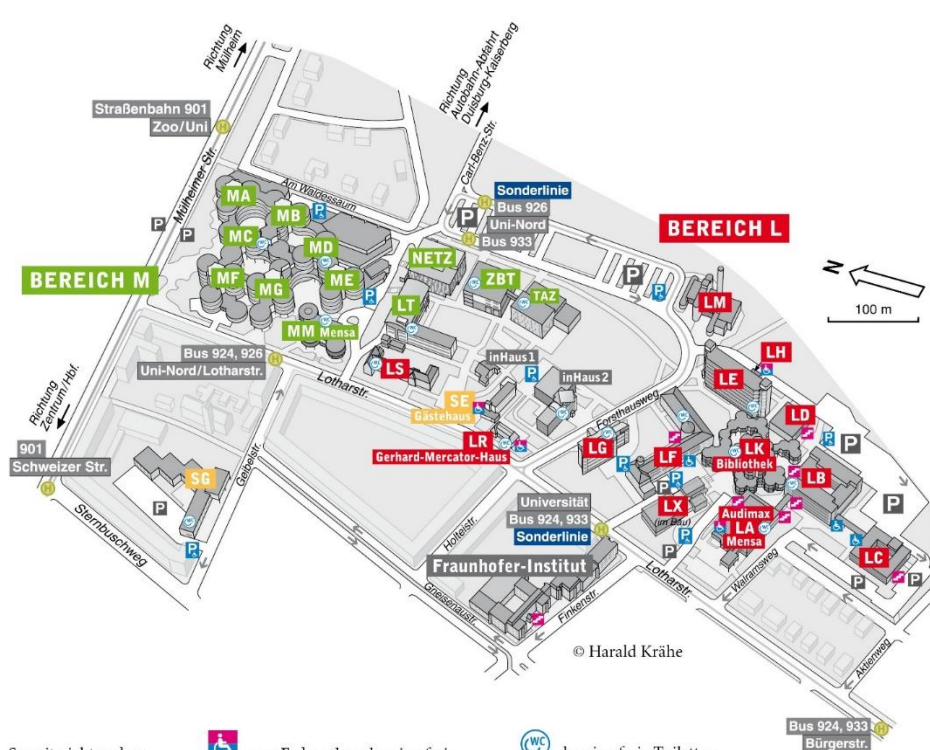 Richtung
Mülheim
Richtung
Autobahn-Abfahrt
Duisburg-Kaiserberg
Straßenbahn 901
Zoo/Uni
H
Mülheimer Str.
Carl-Benz-Str.
Am Waldessaum
Sonderlinie
Bus 926
Uni-Nord
Bus 933
BEREICH L
BEREICH M
MA
MB
MC
MD
MF
MG
ME
MM Mensa
NETZ
ZBT
TAZ
LT
LM
N
100 m
Bus 924, 926
Uni-Nord/Lotharstr.
LS
Lotharstr.
inHaus 1
inHaus 2
SE
Gästehaus
LR
Gerhard-Mercator-Haus
Forsthausweg
LH
LE
LD
LG
LF
LK
Bibliothek
LB
LX
(im Bau)
Audimax
LA
Mensa
LC
Richtung
Zentrum/Hbf.
901
Schweizer Str.
SG
Geibelstr.
Sternbuschweg
Universität
Bus 924, 933
Sonderlinie
Holteistr.
Fraunhofer-Institut
Gneisenaustr.
Finkenstr.
Lotharstr.
Walramsweg
Aktienweg
© Harald Krähe
Bus 924, 933
Bürgerstr.
WC